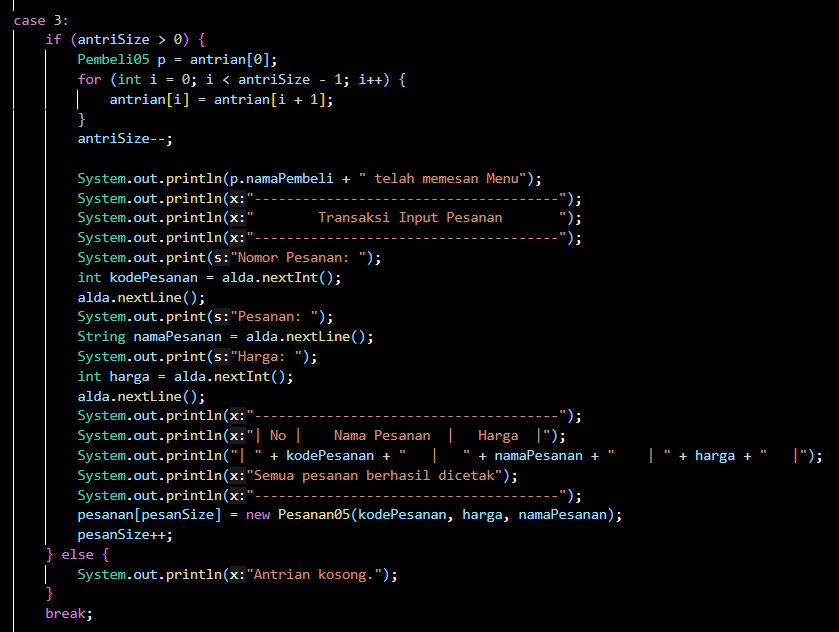 case 3:
    if (antriSize > 0) {
        Pembeli05 p = antrian[0];
        for (int i = 0; i < antriSize - 1; i++) {
            antrian[i] = antrian[i + 1];
        }
        antriSize--;

        System.out.println(p.namaPembeli + " telah memesan Menu");
        System.out.println(x:"--------------------------------------");
        System.out.println(x:"        Transaksi Input Pesanan       ");
        System.out.println(x:"--------------------------------------");
        System.out.print(s:"Nomor Pesanan: ");
        int kodePesanan = alda.nextInt();
        alda.nextLine();
        System.out.print(s:"Pesanan: ");
        String namaPesanan = alda.nextLine();
        System.out.print(s:"Harga: ");
        int harga = alda.nextInt();
        alda.nextLine();
        System.out.println(x:"--------------------------------------");
        System.out.println(x:"| No |    Nama Pesanan  |   Harga  |");
        System.out.println("| " + kodePesanan + "   |   " + namaPesanan + "    | " + harga + "   |");
        System.out.println(x:"Semua pesanan berhasil dicetak");
        System.out.println(x:"--------------------------------------");
        pesanan[pesanSize] = new Pesanan05(kodePesanan, harga, namaPesanan);
        pesanSize++;
    } else {
        System.out.println(x:"Antrian kosong.");
    }
    break;